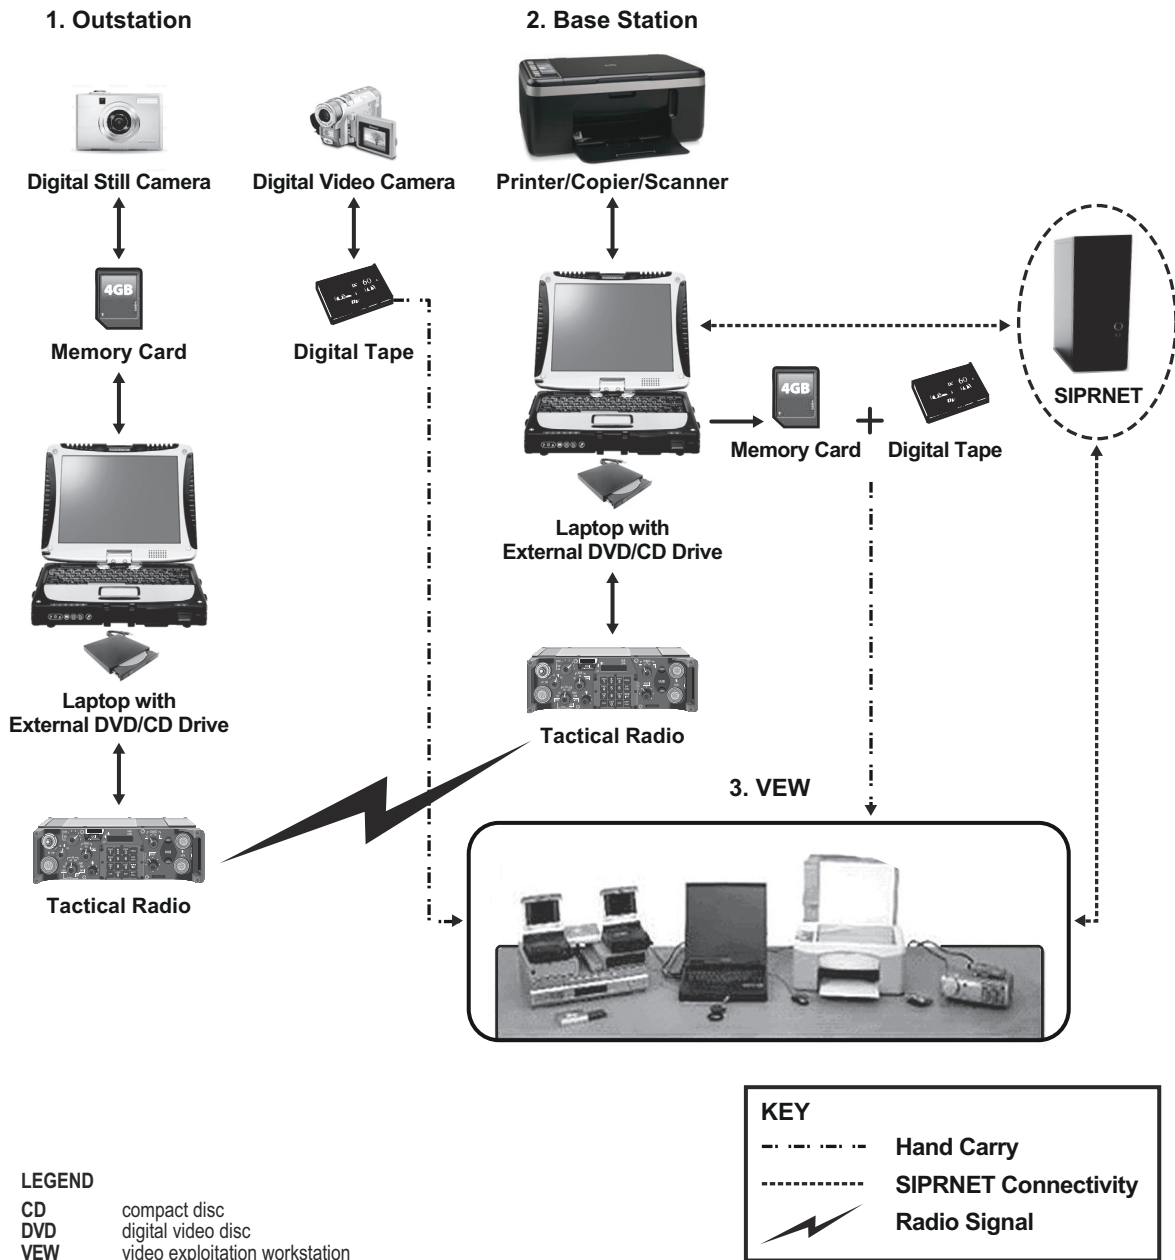 1. Outstation
2. Base Station
Digital Still Camera
Digital Video Camera
Printer/Copier/Scanner
4GB
60
Memory Card
Digital Tape
SIPRNET
4GB
60
Memory Card
Digital Tape
Laptop with
External DVD/CD Drive
Laptop with
External DVD/CD Drive
Tactical Radio
3. VEW
Tactical Radio
KEY
Hand Carry
SIPRNET Connectivity
Radio Signal
LEGEND
CD compact disc
DVD digital video disc
VEW video exploitation workstation